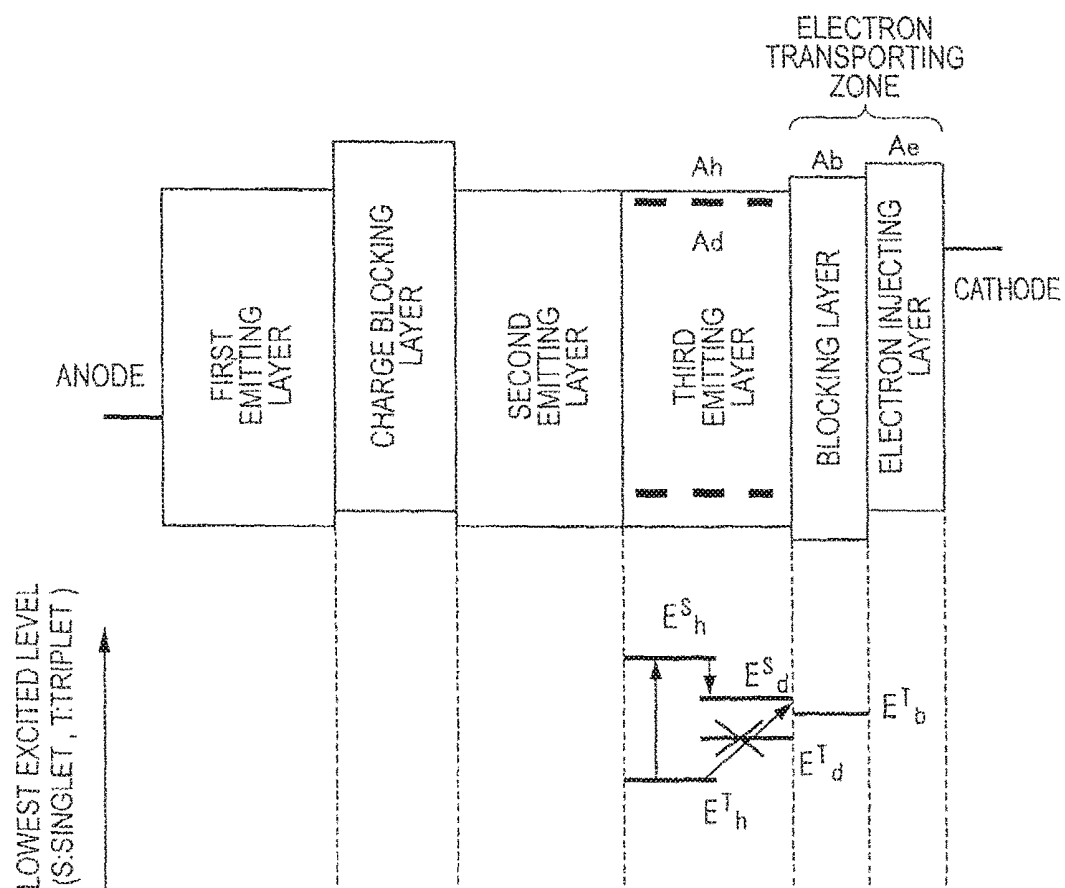 ELECTRON
TRANSPORTING
ZONE
Ah
Ab
Ae
Ad
ANODE
FIRST
EMITTING
LAYER
CHARGE BLOCKING
LAYER
SECOND
EMITTING
LAYER
THIRD
EMITTING
LAYER
BLOCKING LAYER
ELECTRON INJECTING
LAYER
CATHODE
LOWEST EXCITED LEVEL
(S:SINGLET, T:TRIPLET)
E^S_h
E^S_d
E^T_b
E^T_d
E^T_h